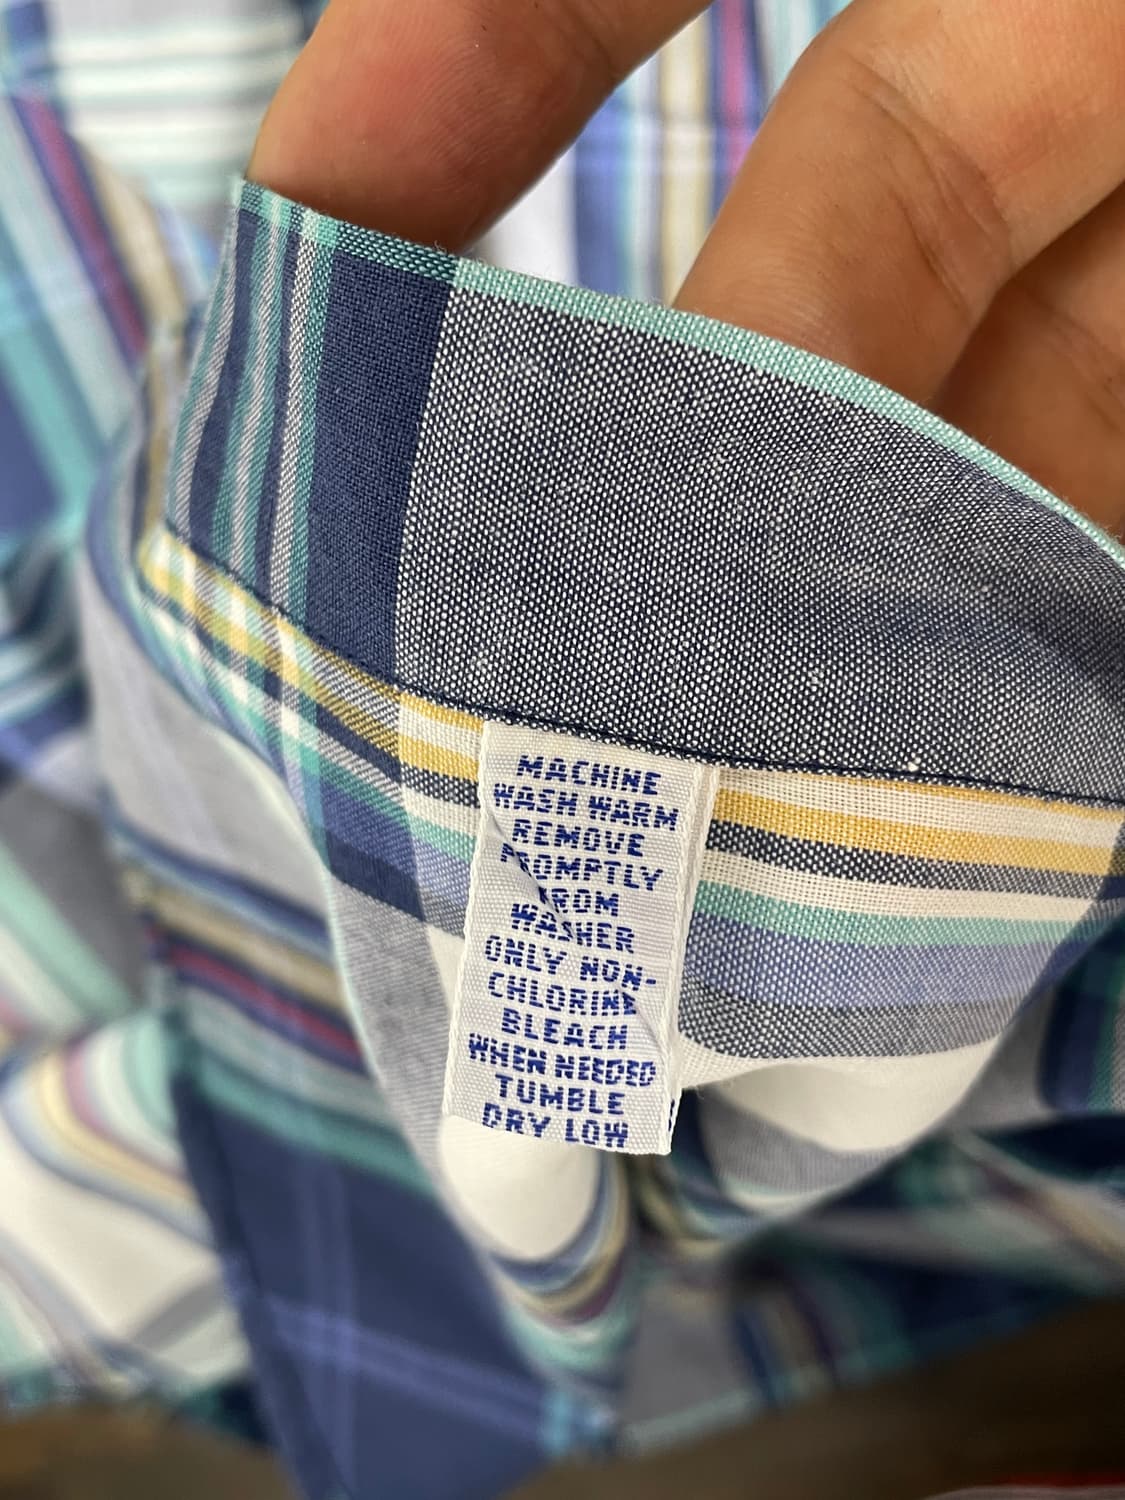 MACHINE
WASH WARM
REMOVE
PROMPTLY
FROM
WASHER
ONLY NON-
CHLORINE
BLEACH
WHEN NEEDED
TUMBLE
DRY LOW